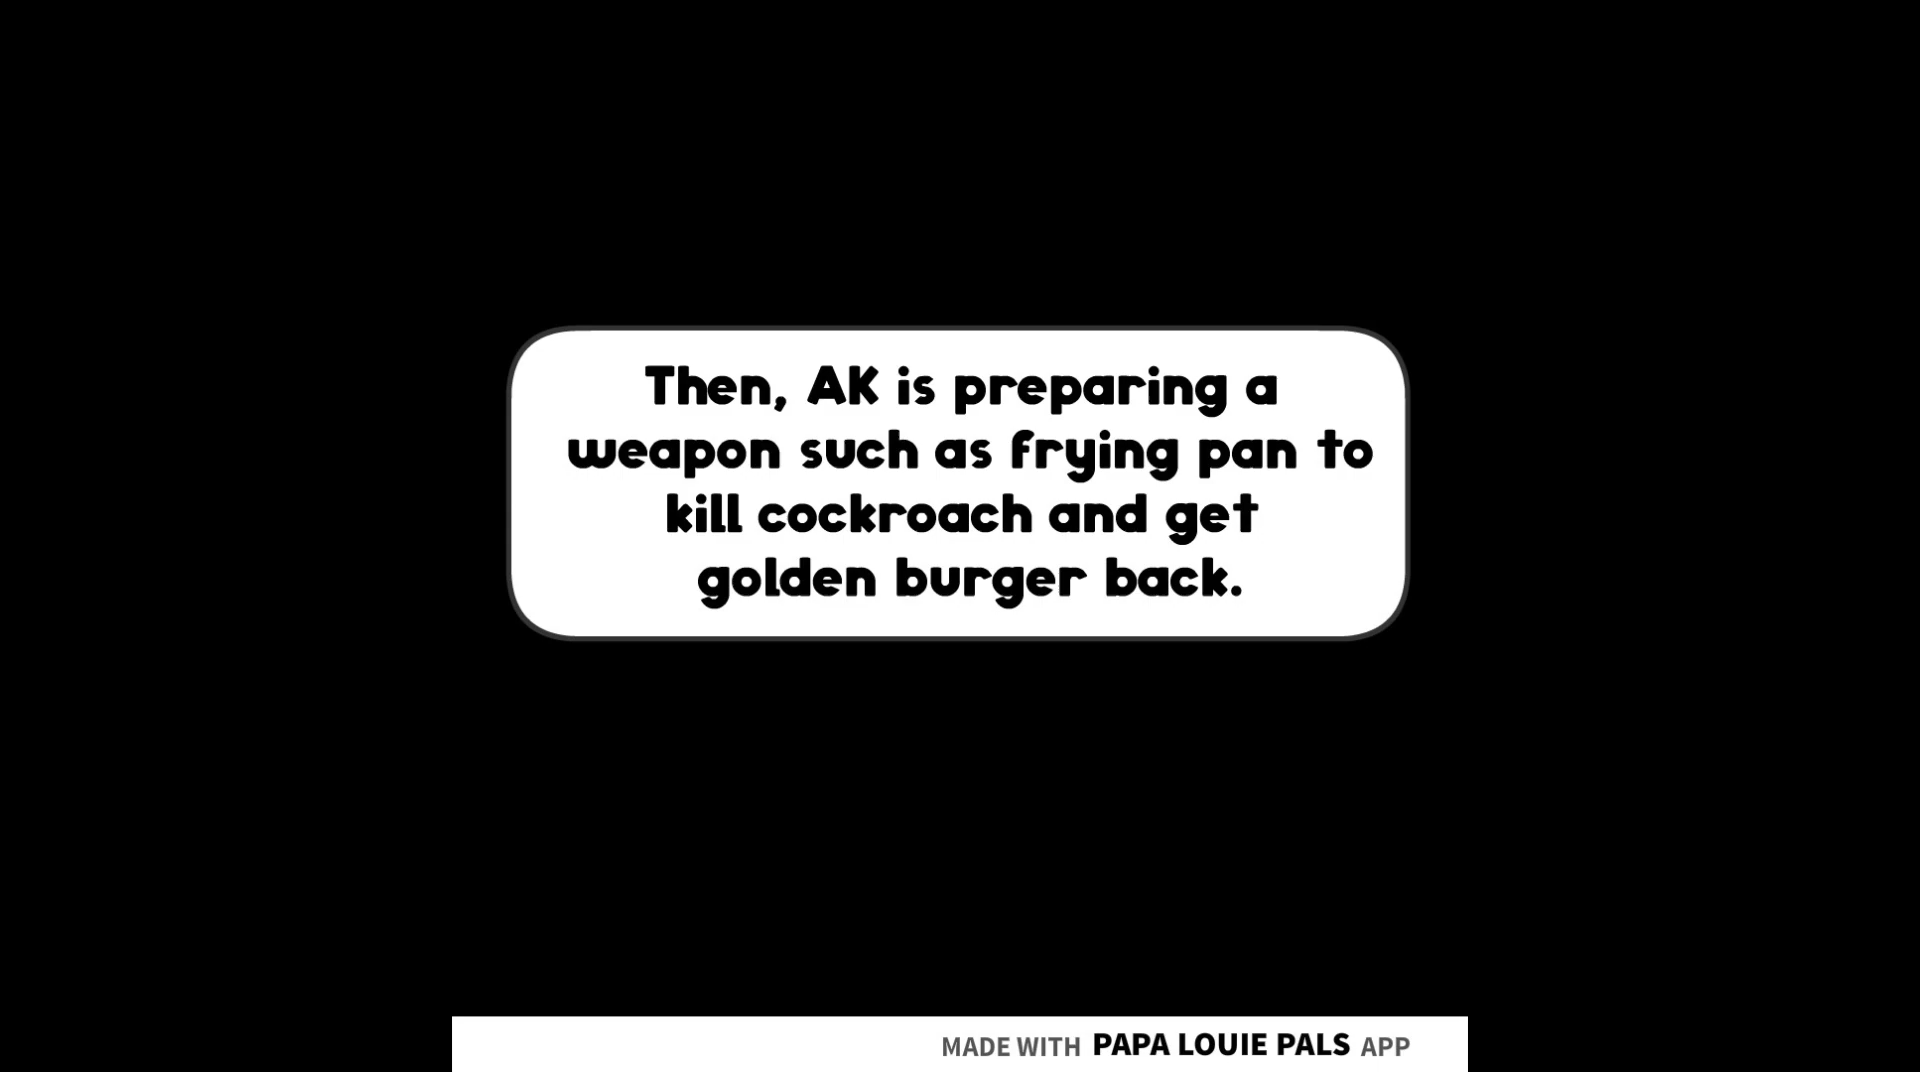 Then, AK is preparing a
weapon such as frying pan to
kill cockroach and get
golden burger back.
MADE WITH PAPA LOUIE PALS APP